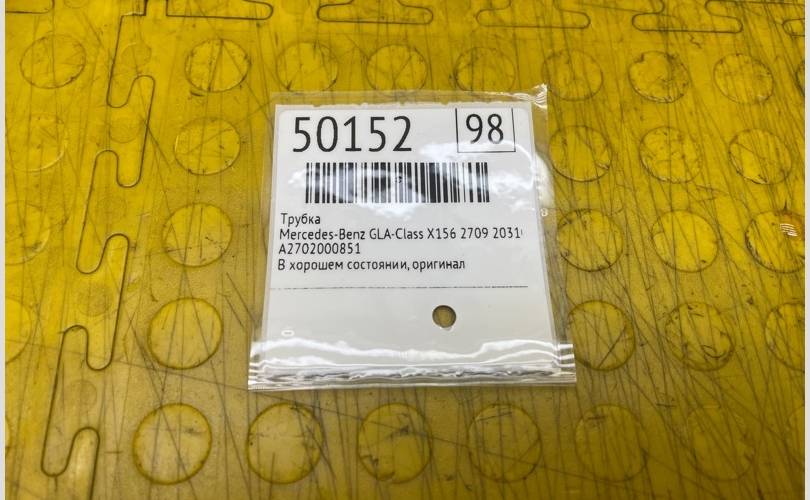 50152 98
Трубка
Mercedes-Benz GLA-Class X156 2709 2031
A2702000851
В хорошем состоянии, оригинал